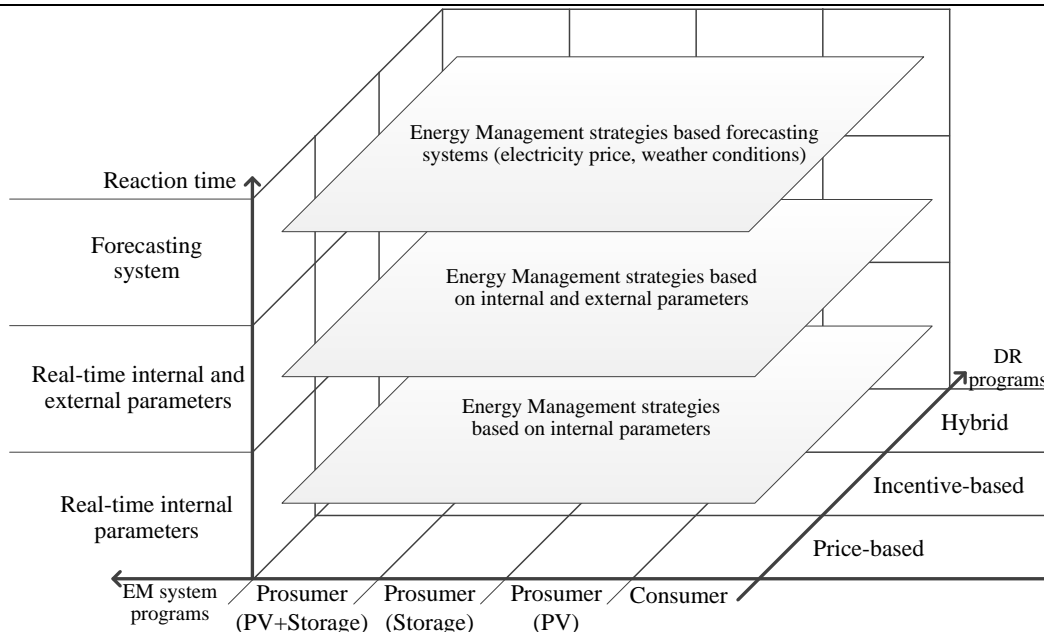 Energy Management strategies based forecasting
systems (electricity price, weather conditions)
Reaction time
Forecasting
system
Energy Management strategies based
on internal and external parameters
Real-time internal and
external parameters
Energy Management strategies
based on internal parameters
DR
programs
Hybrid
Incentive-based
Price-based
Real-time internal
parameters
EM system
programs
Prosumer
(PV+Storage)
Prosumer
(Storage)
Prosumer
(PV)
Consumer